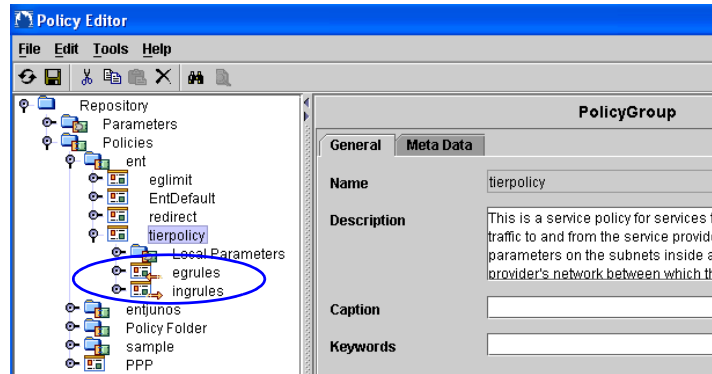 Policy Editor
File Edit Tools Help
Repository
Parameters
Policies
ent
eglimit
EntDefault
redirect
tierpolicy
Local Parameters
egrules
ingrules
entjunos
Policy Folder
sample
PPP
PolicyGroup
General Meta Data
Name tierpolicy
Description This is a service policy for services
traffic to and from the service
parameters on the subnets inside
provider's network between which
Caption
Keywords